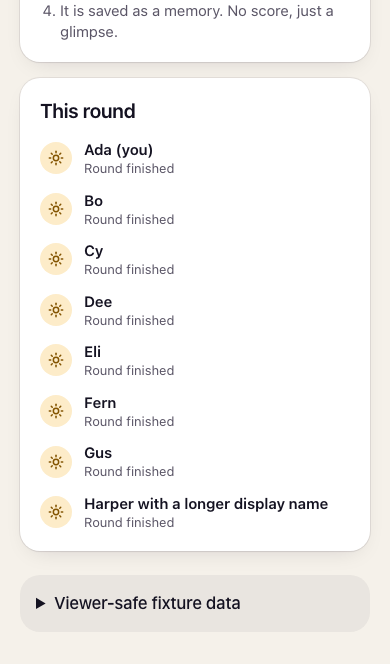 4. It is saved as a memory. No score, just a
glimpse.
This round
Ada (you)
Round finished
Bo
Round finished
Cy
Round finished
Dee
Round finished
Eli
Round finished
Fern
Round finished
Gus
Round finished
Harper with a longer display name
Round finished
Viewer-safe fixture data